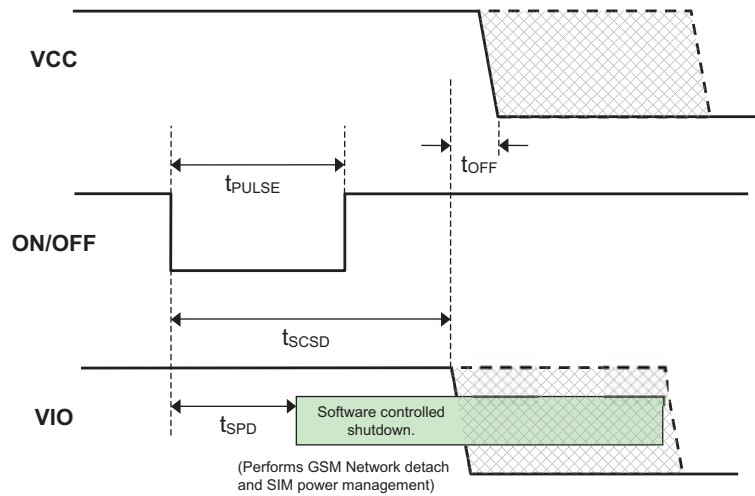 VCC
tOFF
tPULSE
ON/OFF
tSCSD
VIO
tSPD
Software controlled
shutdown.
(Performs GSM Network detach
and SIM power management)